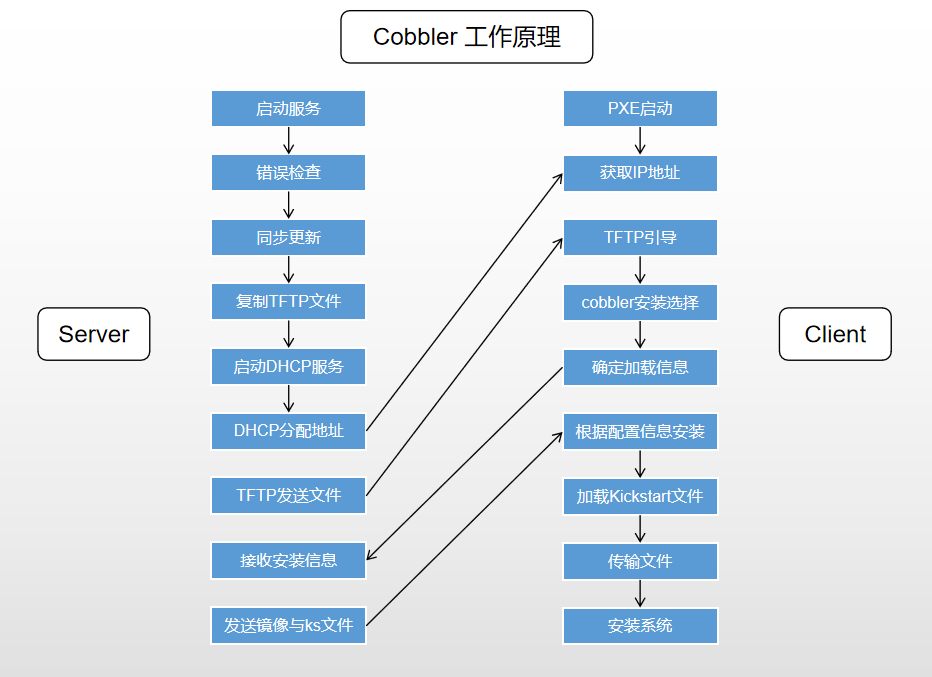 Cobbler 工作原理
Server
启动服务
错误检查
同步更新
复制TFTP文件
启动DHCP服务
DHCP分配地址
TFTP发送文件
接收安装信息
发送镜像与ks文件
PXE启动
获取IP地址
TFTP引导
cobbler安装选择
确定加载信息
根据配置信息安装
加载Kickstart文件
传输文件
安装系统
Client